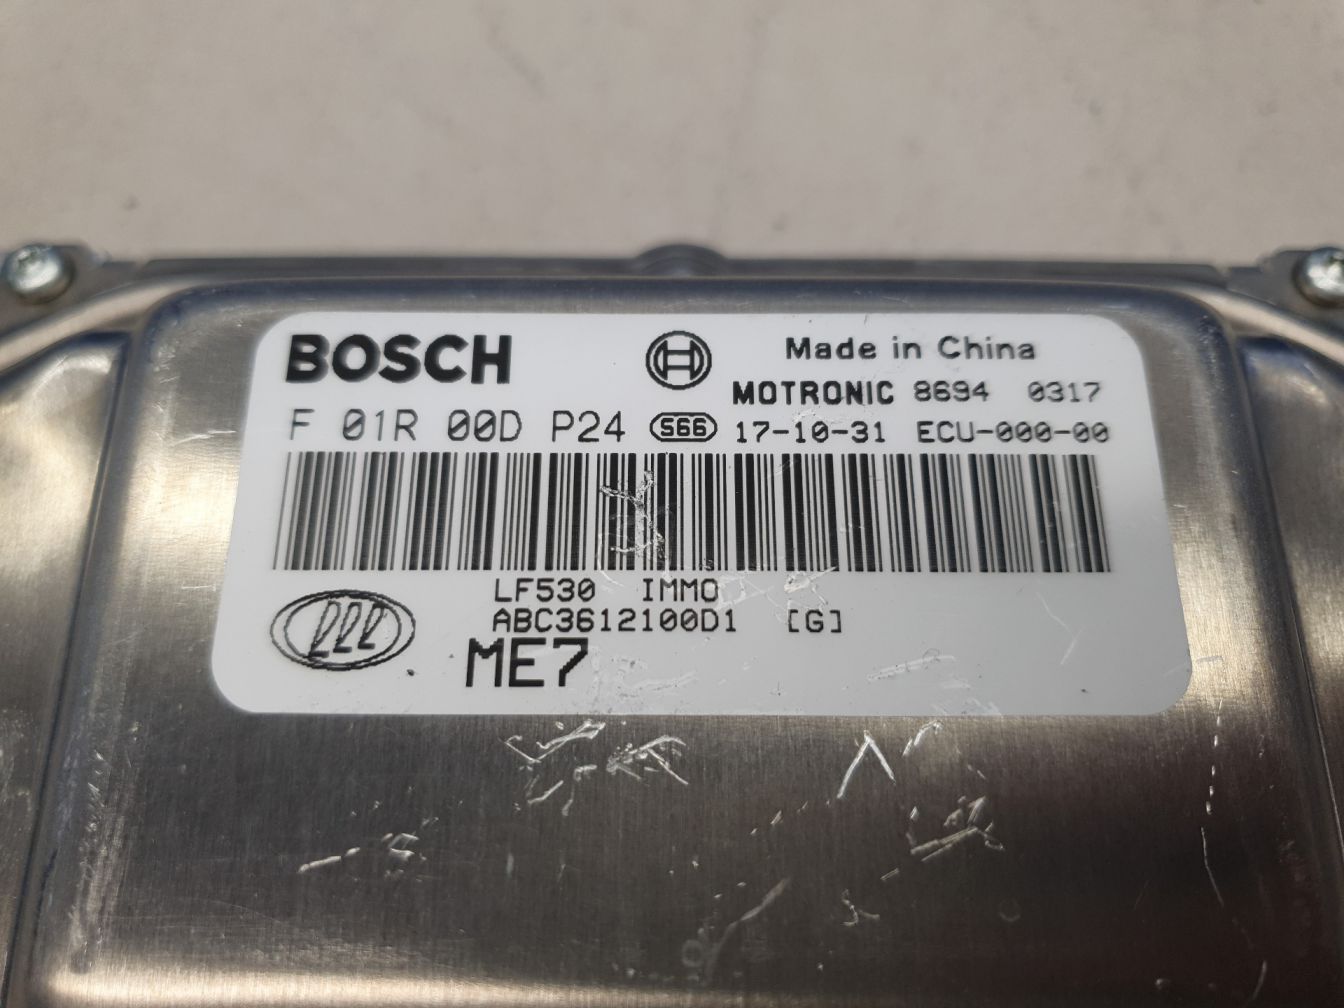 BOSCH
Made in China
MOTRONIC 8694 0317
F 01R 00D P24 S66 17-10-31 ECU-000-00
LF530 IMMO
ABC3612100D1 [G]
ME7